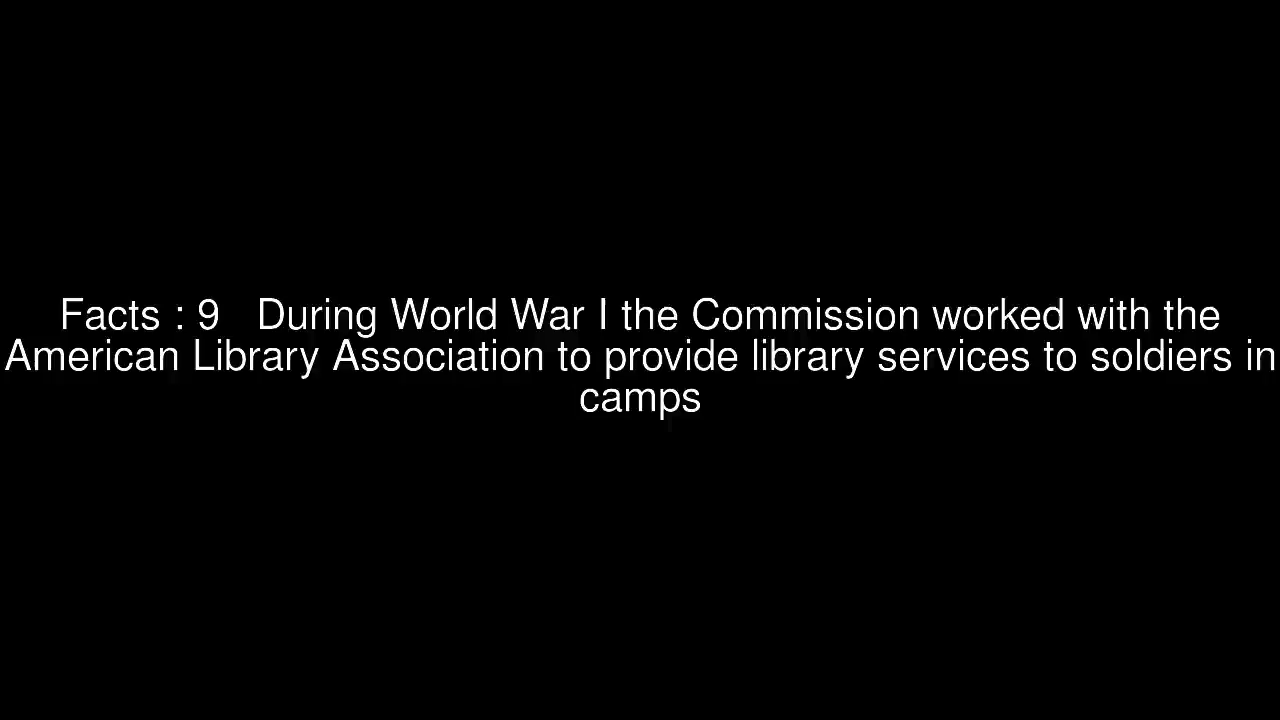 Facts : 9   During World War I the Commission worked with the
American Library Association to provide library services to soldiers in
camps